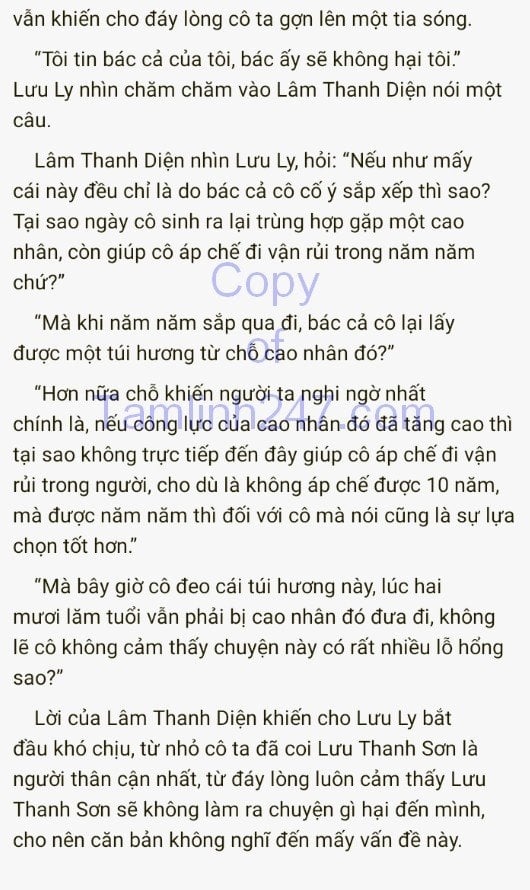 vẫn khiến cho đáy lòng cô ta gợn lên một tia sóng.
“Tôi tin bác cả của tôi, bác ấy sẽ không hại tôi.”
Lưu Ly nhìn chăm chăm vào Lâm Thanh Diện nói một
câu.
Lâm Thanh Diện nhìn Lưu Ly, hỏi: “Nếu như mấy
cái này đều chỉ là do bác cả cô cố ý sắp xếp thì sao?
Tại sao ngày cô sinh ra lại trùng hợp gặp một cao
nhân, còn giúp cô áp chế đi vận rủi trong năm năm
chứ?”
Copy
“Mà khi năm năm sắp qua đi, bác cả cô lại lấy
được một túi hương từ chỗ cao nhân đó?”
of
“Hơn nữa chỗ khiến người ta nghi ngờ nhất
Tamlinh247.com
chính là, nếu công lực của cao nhân đó đã tăng cao thì
tại sao không trực tiếp đến đây giúp cô áp chế đi vận
rủi trong người, cho dù là không áp chế được 10 năm,
mà được năm năm thì đối với cô mà nói cũng là sự lựa
chọn tốt hơn.”
“Mà bây giờ cô đeo cái túi hương này, lúc hai
mươi lăm tuổi vẫn phải bị cao nhân đó đưa đi, không
lẽ cô không cảm thấy chuyện này có rất nhiều lỗ hổng
sao?”
Lời của Lâm Thanh Diện khiến cho Lưu Ly bắt
đầu khó chịu, từ nhỏ cô ta đã coi Lưu Thanh Sơn là
người thân cận nhất, từ đáy lòng luôn cảm thấy Lưu
Thanh Sơn sẽ không làm ra chuyện gì hại đến mình,
cho nên căn bản không nghĩ đến mấy vấn đề này.